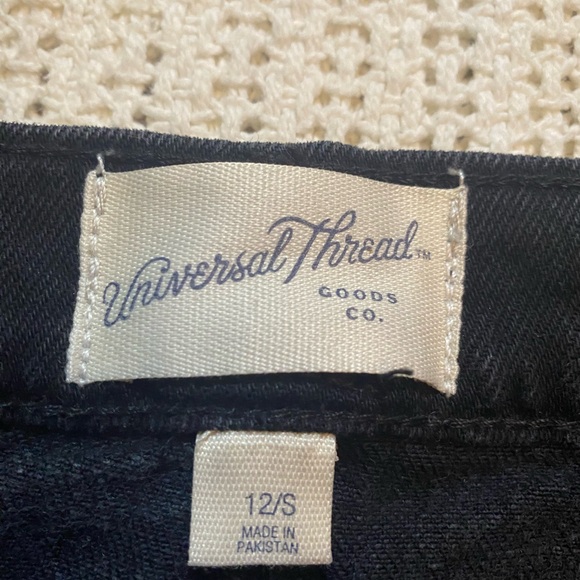 Universal Thread™
GOODS
CO.
12/S
MADE IN
PAKISTAN